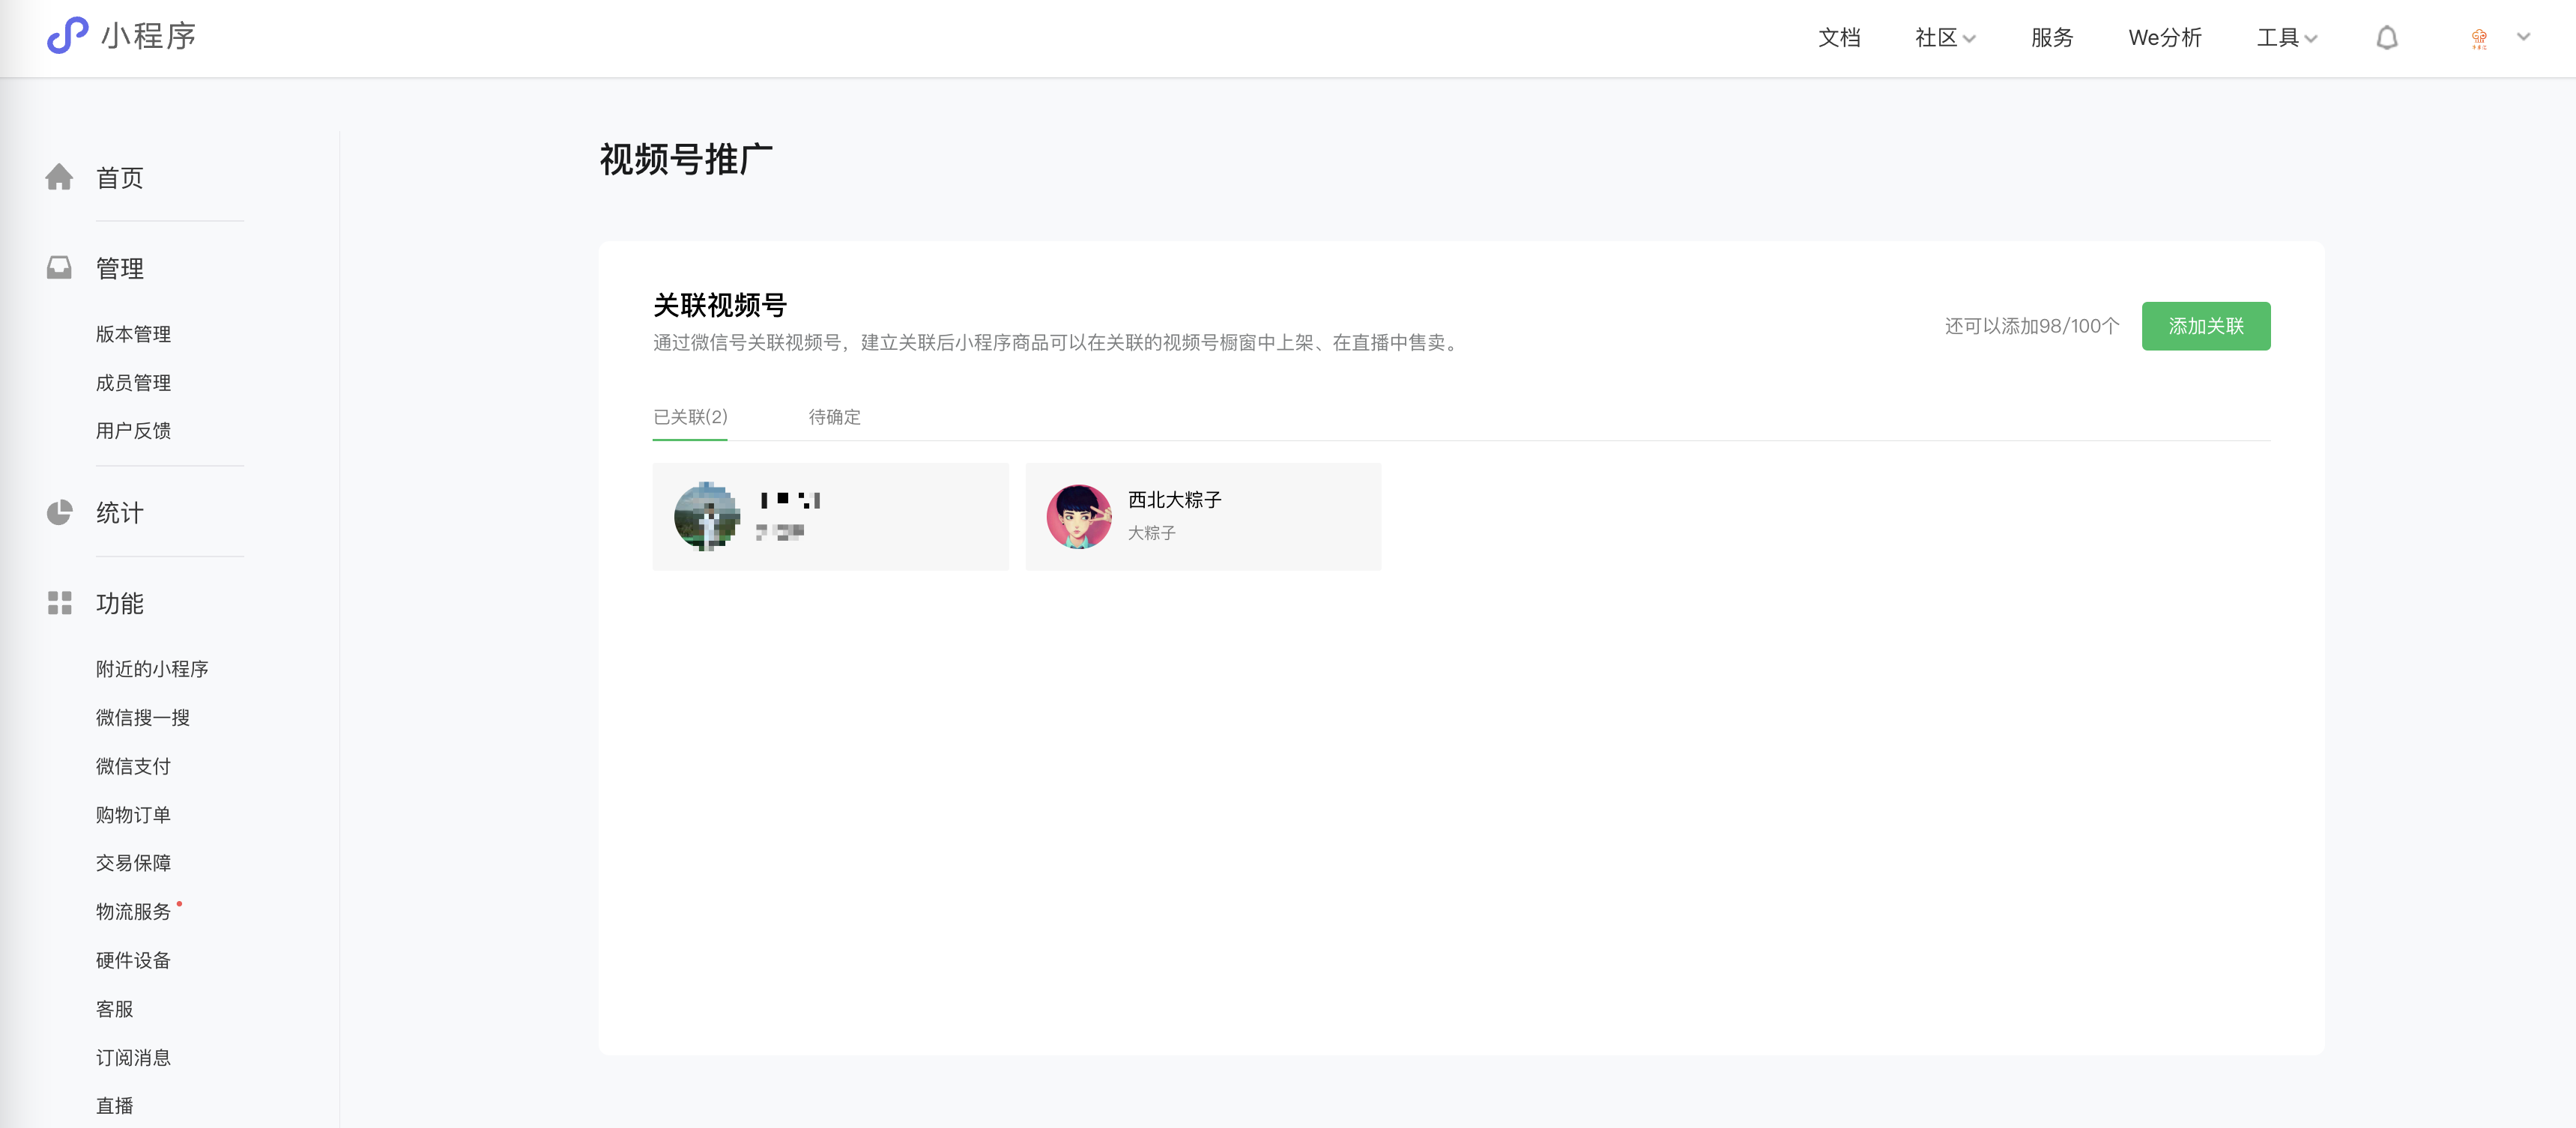 小程序
文档
社区
服务
We分析
工具
首页
管理
版本管理
成员管理
用户反馈
统计
功能
附近的小程序
微信搜一搜
微信支付
购物订单
交易保障
物流服务
硬件设备
客服
订阅消息
直播
视频号推广
关联视频号
通过微信号关联视频号，建立关联后小程序商品可以在关联的视频号橱窗中上架、在直播中售卖。
还可以添加98/100个
添加关联
已关联(2)
待确定
西北大粽子
大粽子